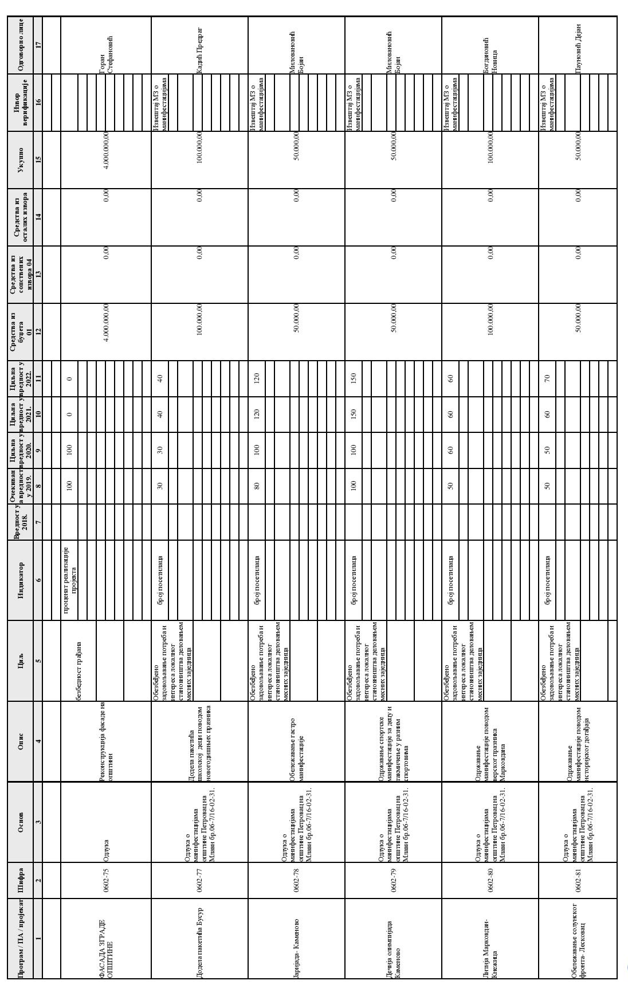 Програм / ПА / пројекат
Шифра
Основ
Опис
Циљ
Индикатор
Вредност у
2018.
Очекиван
а вредност
у 2019.
Циљна
вредност у
2020.
Циљна
вредност у
2021.
Циљна
вредност у
2022.
Средства из
буџета
01
Средства из
сопствених
извора 04
Средства из
осталих извора
Укупно
Извор
верификације
Одговорно лице
1
2
3
4
5
6
7
8
9
10
11
12
13
14
15
16
17
ФАСАДА ЗГРАДЕ
ОПШТИНЕ
0602-75
Одлука
Реконструкција фасаде на
општини
безбедност грађана
проценат реализације
пројекта
100
100
0
0
4.000.000,00
0,00
0,00
4.000.000,00
Горан
Стефановић
Додела пакетића Бусур
0602-77
Одлука о
манифестацијама
општине Петровац на
Млави бр.06-7/16-02-31.
Додела пакетића
школској деци поводом
новогодишњих празника
Обезбеђено
задовољавање потреба и
интереса локалног
становништва деловањем
месних заједница
број посетилаца
30
30
40
40
100.000,00
0,00
0,00
100.000,00
Извештај МЗ о
манифестацијама
Кадић Предраг
Јаријада- Каменово
0602-78
Одлука о
манифестацијама
општине Петровац на
Млави бр.06-7/16-02-31.
Обележавање гастро
манифестације
Обезбеђено
задовољавање потреба и
интереса локалног
становништва деловањем
месних заједница
број посетилаца
80
100
120
120
50.000,00
0,00
0,00
50.000,00
Извештај МЗ о
манифестацијама
Миловановић
Бојан
Дечија олимпијада
Каменово
0602-79
Одлука о
манифестацијама
општине Петровац на
Млави бр.06-7/16-02-31.
Одржавање спортске
манифестације за децу и
такмичење у разним
спортовима
Обезбеђено
задовољавање потреба и
интереса локалног
становништва деловањем
месних заједница
број посетилаца
100
100
150
150
50.000,00
0,00
0,00
50.000,00
Извештај МЗ о
манифестацијама
Миловановић
Бојан
Литија Марковдан-
Кнежица
0602-80
Одлука о
манифестацијама
општине Петровац на
Млави бр.06-7/16-02-31.
Одржавање
манифестације поводом
верског празника
Марковдана
Обезбеђено
задовољавање потреба и
интереса локалног
становништва деловањем
месних заједница
број посетилаца
50
60
60
60
100.000,00
0,00
0,00
100.000,00
Извештај МЗ о
манифестацијама
Богдановић
Новица
Обележавање солунског
фронта- Лесковац
0602-81
Одлука о
манифестацијама
општине Петровац на
Млави бр.06-7/16-02-31.
Одржавање
манифестације поводом
историјског догађаја
Обезбеђено
задовољавање потреба и
интереса локалног
становништва деловањем
месних заједница
број посетилаца
50
50
60
70
50.000,00
0,00
0,00
50.000,00
Извештај МЗ о
манифестацијама
Пауновић Дејан